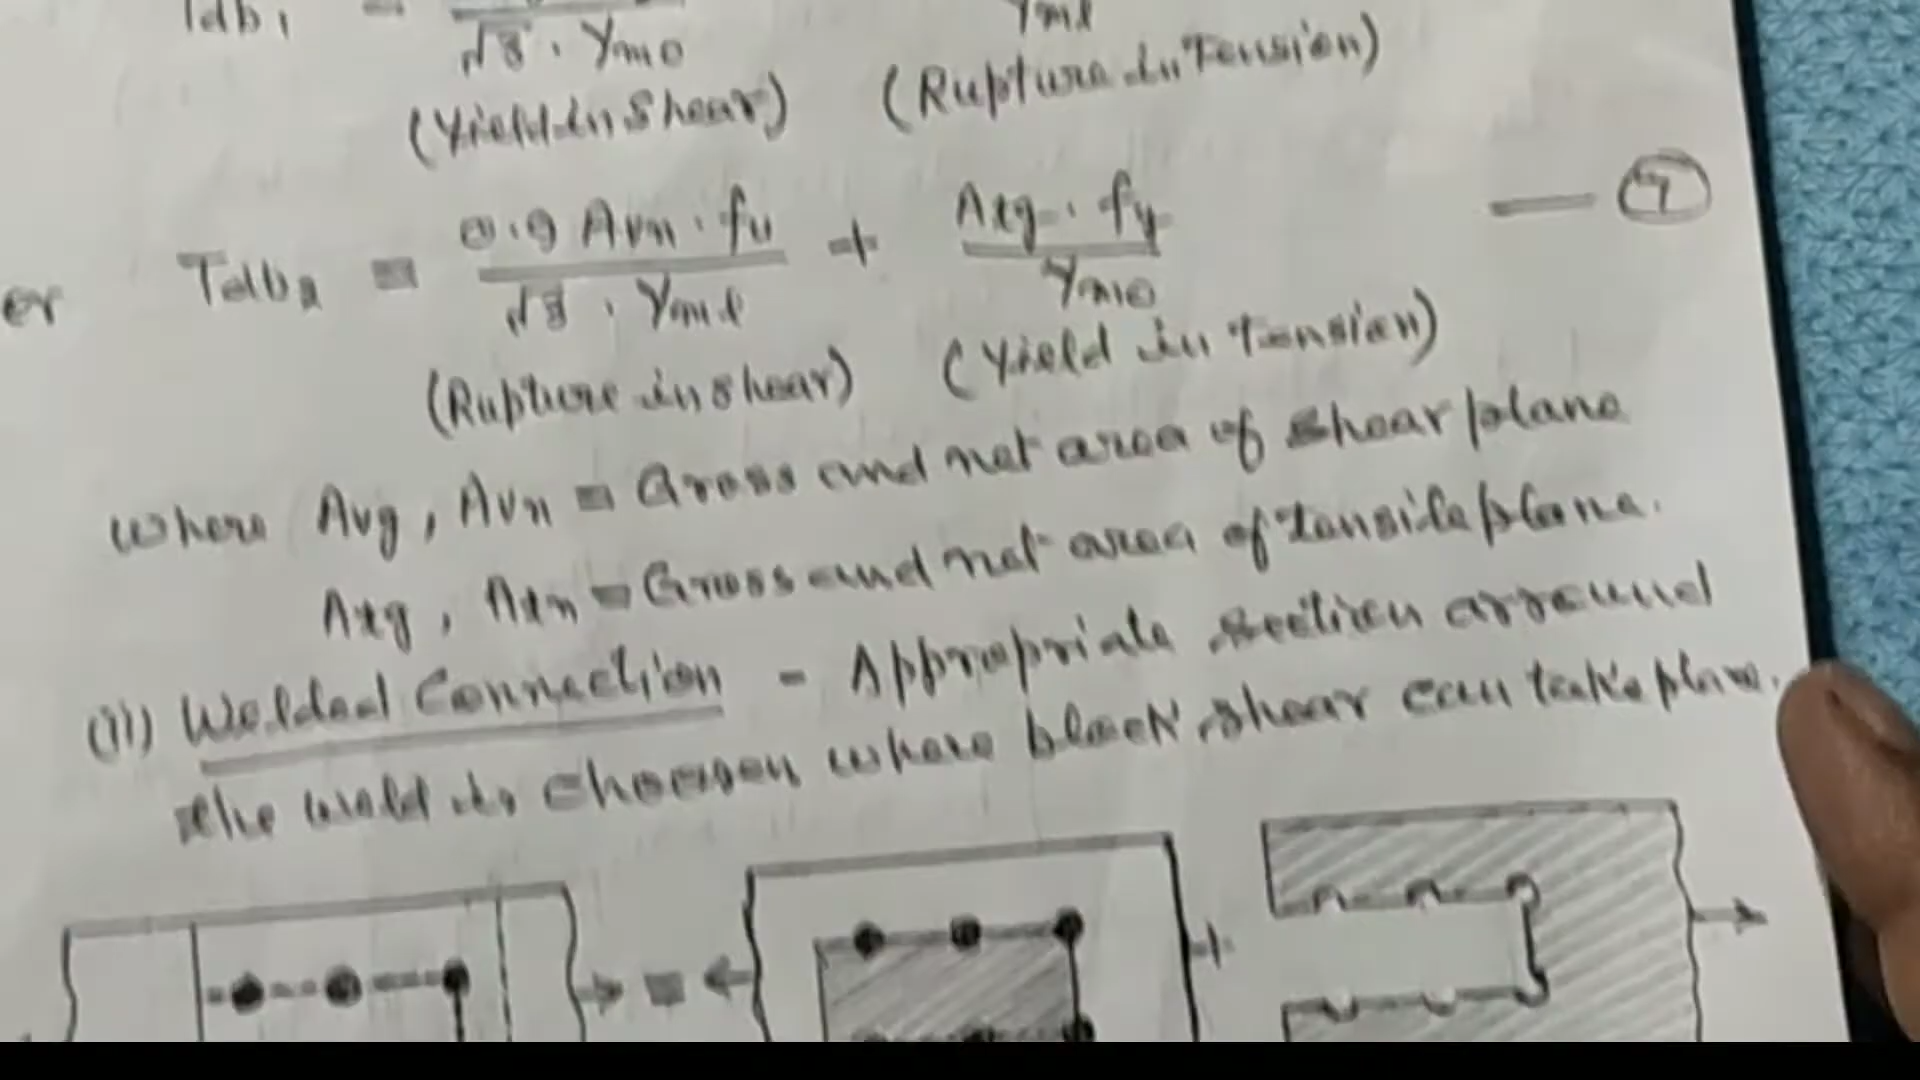 Tdb1 =
√3 . γm0 γm1
(Yield in Shear) (Rupture in Tension)
or Tdb2 = 0.9 Avn . fu / √3 . γm1 + Atg . fy / γm0 — 7
(Rupture in shear) (Yield in tension)
where Avg, Avn = Gross and net area of shear plane
Atg, Atn = Gross and net area of tensile plane.
(ii) Welded Connection - Appropriate section arround
the weld is choosen where block shear can take place.